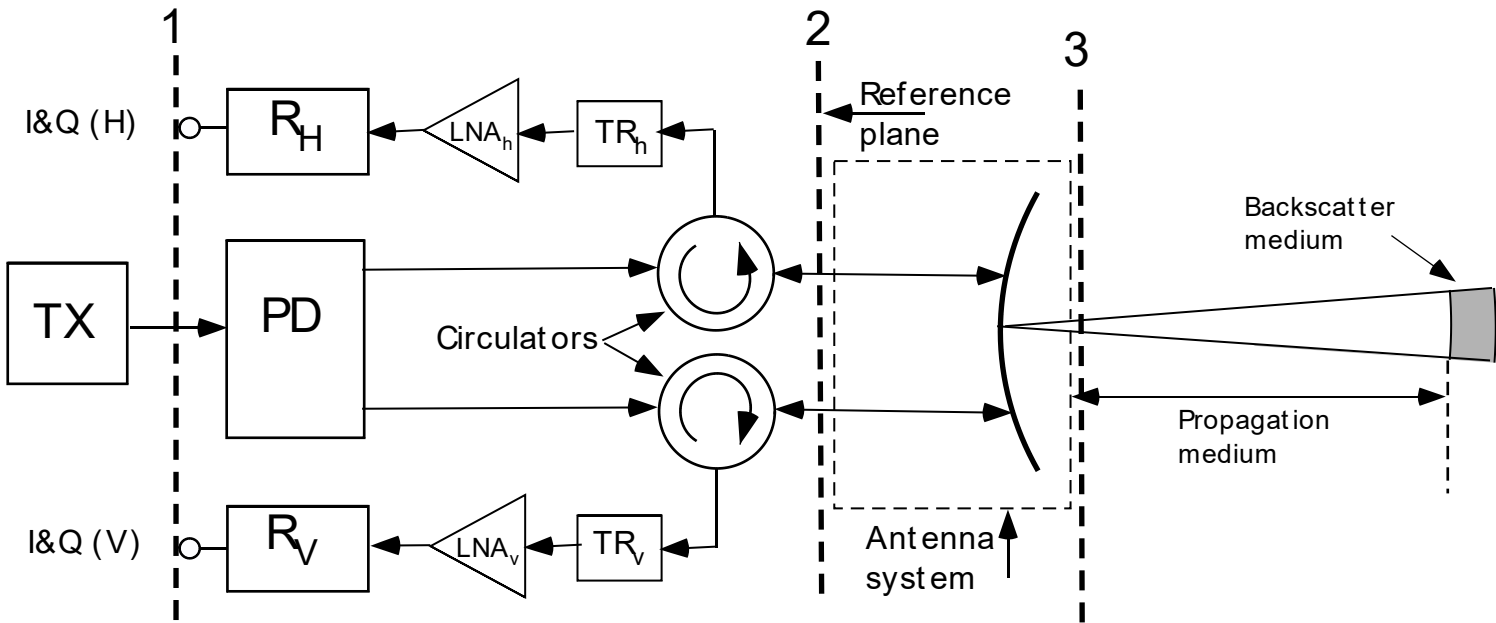 1
2
3
I&Q (H)
R_H
LNA_h
TR_h
Reference
plane
Backscatter
medium
TX
PD
Circulators
Propagation
medium
I&Q (V)
R_V
LNA_v
TR_v
Antenna
system